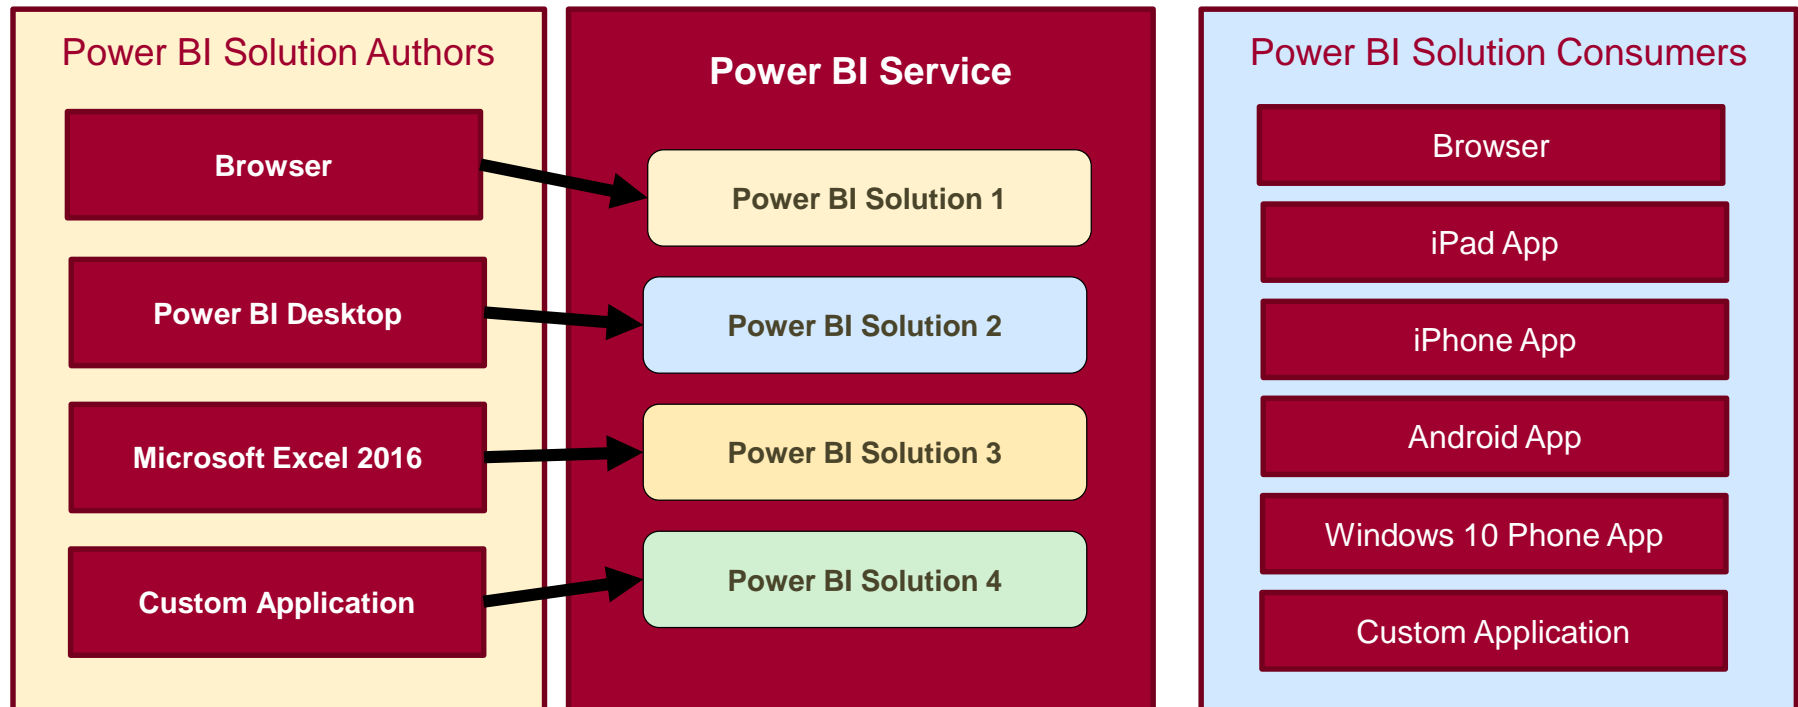 Power BI Solution Authors
Browser
Power BI Desktop
Microsoft Excel 2016
Custom Application
Power BI Service
Power BI Solution 1
Power BI Solution 2
Power BI Solution 3
Power BI Solution 4
Power BI Solution Consumers
Browser
iPad App
iPhone App
Android App
Windows 10 Phone App
Custom Application